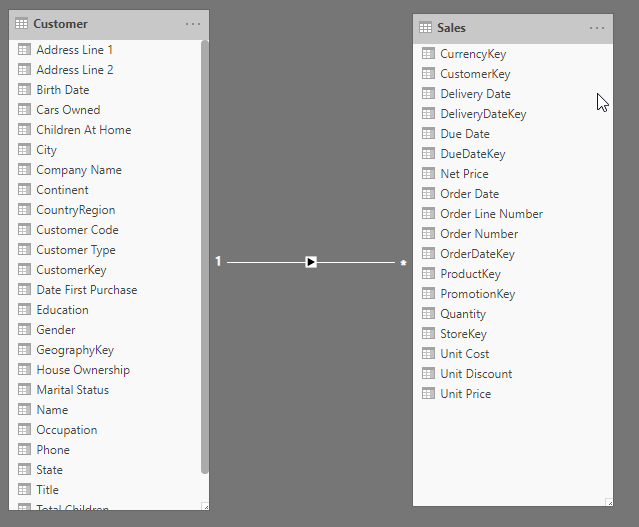 Customer
Address Line 1
Address Line 2
Birth Date
Cars Owned
Children At Home
City
Company Name
Continent
CountryRegion
Customer Code
Customer Type
CustomerKey
Date First Purchase
Education
Gender
GeographyKey
House Ownership
Marital Status
Name
Occupation
Phone
State
Title
Total Children
1
*
Sales
CurrencyKey
CustomerKey
Delivery Date
DeliveryDateKey
Due Date
DueDateKey
Net Price
Order Date
Order Line Number
Order Number
OrderDateKey
ProductKey
PromotionKey
Quantity
StoreKey
Unit Cost
Unit Discount
Unit Price